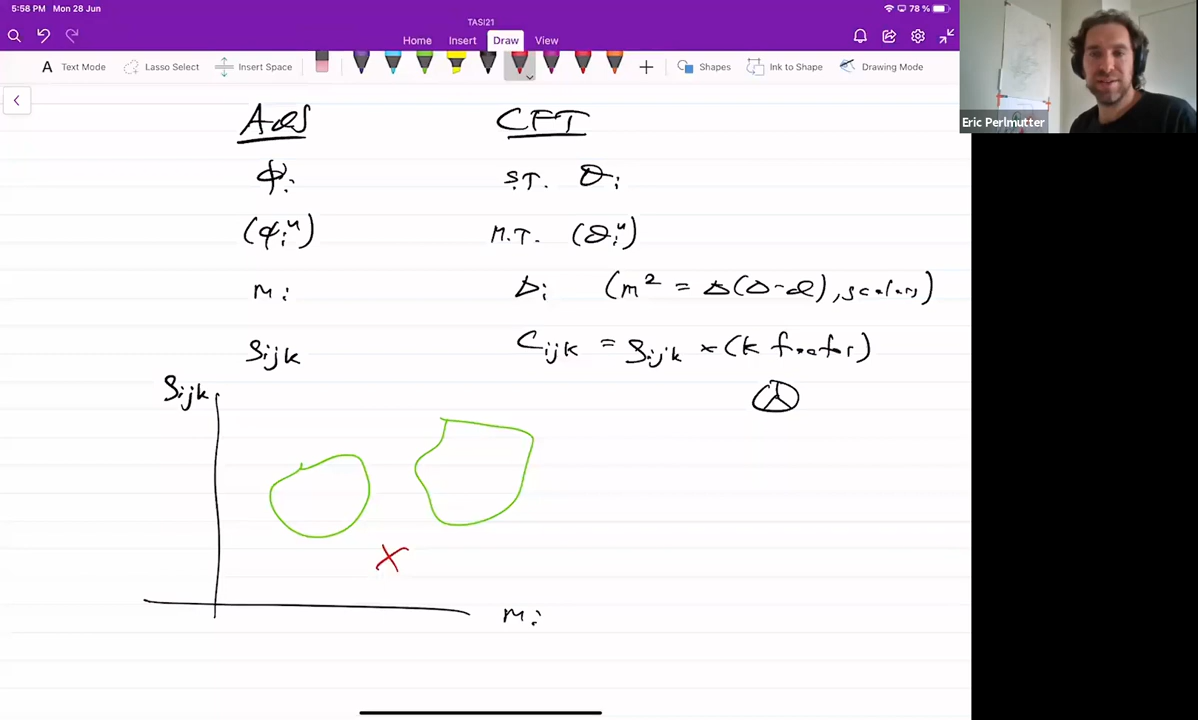 5:58 PM Mon 28 Jun
78 %
TASI21
Home Insert Draw View
Text Mode Lasso Select Insert Space Shapes Ink to Shape Drawing Mode
Eric Perlmutter
AdS CFT
ϕi S.T. Oi
(ϕi^n) M.T. (Oi^n)
mi Δi (m² = Δ(Δ-d), scalars)
gijk Cijk = gijk × (k factor)
gijk
X
mi